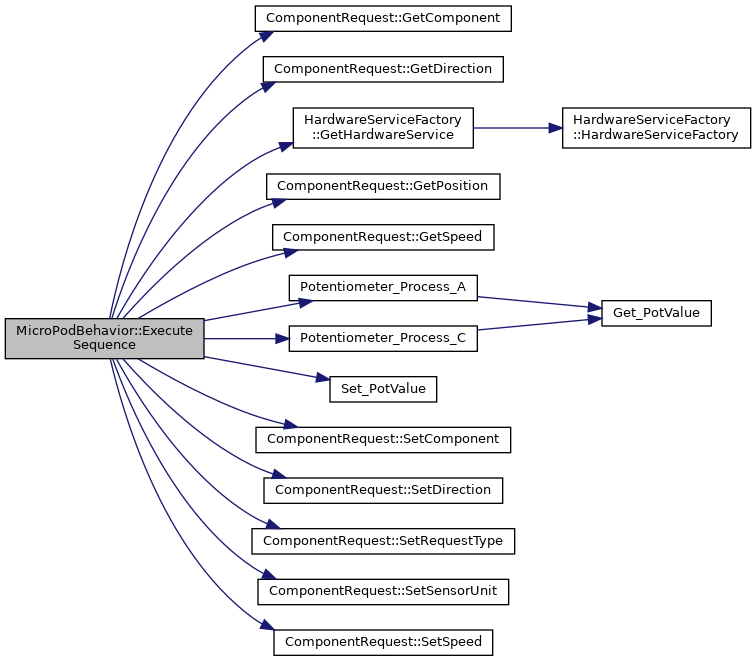 ComponentRequest::GetComponent
ComponentRequest::GetDirection
HardwareServiceFactory
::GetHardwareService
HardwareServiceFactory
::HardwareServiceFactory
ComponentRequest::GetPosition
ComponentRequest::GetSpeed
Potentiometer_Process_A
Get_PotValue
MicroPodBehavior::Execute
Sequence
Potentiometer_Process_C
Set_PotValue
ComponentRequest::SetComponent
ComponentRequest::SetDirection
ComponentRequest::SetRequestType
ComponentRequest::SetSensorUnit
ComponentRequest::SetSpeed